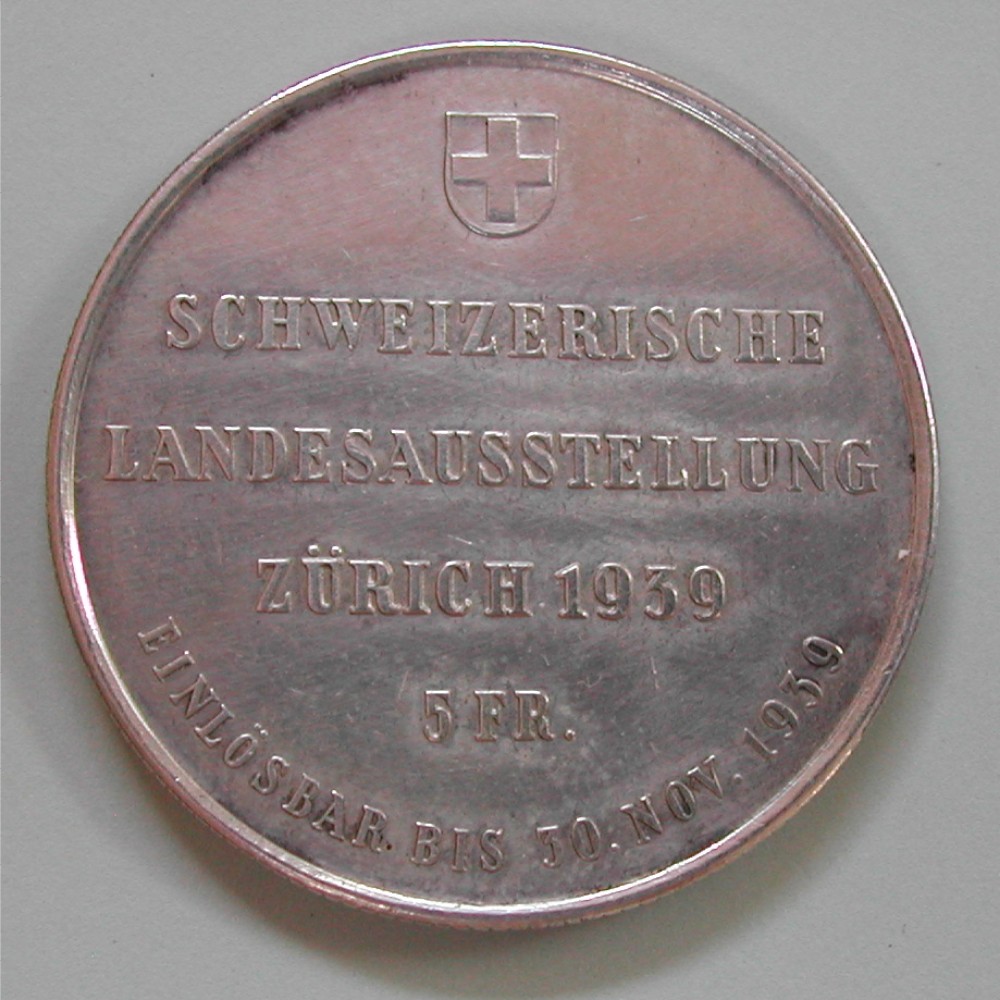 SCHWEIZERISCHE
LANDESAUSSTELLUNG
ZÜRICH 1939
5 FR.
EINLÖSBAR BIS 30. NOV. 1939